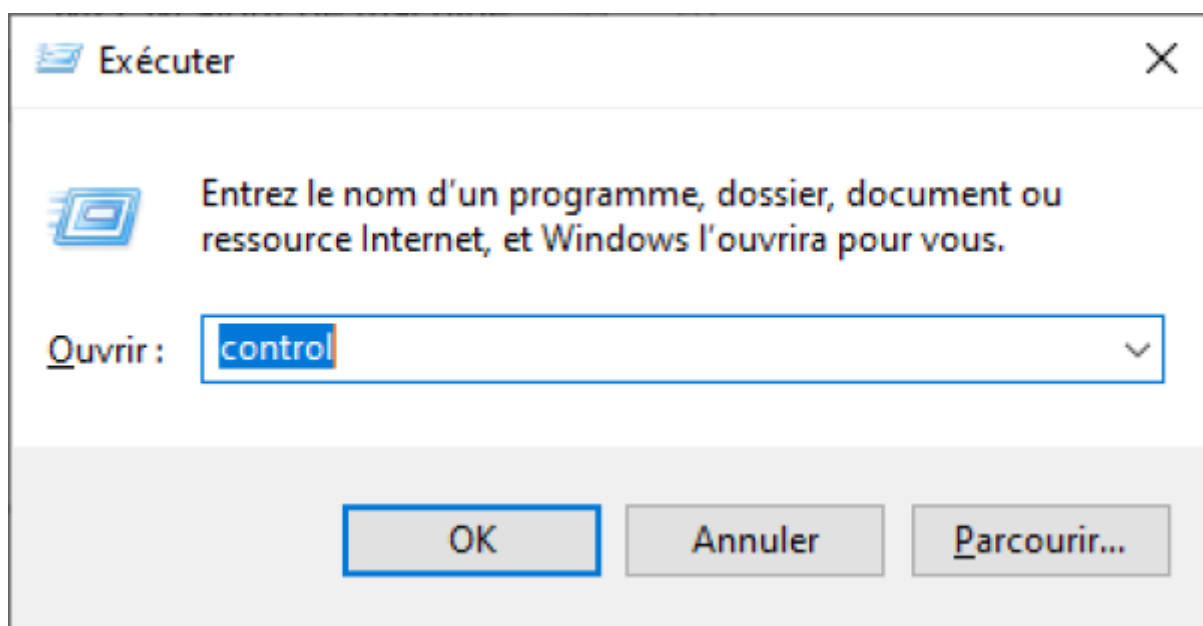 Exécuter
Entrez le nom d'un programme, dossier, document ou
ressource Internet, et Windows l'ouvrira pour vous.
Ouvrir :
control
OK
Annuler
Parcourir...